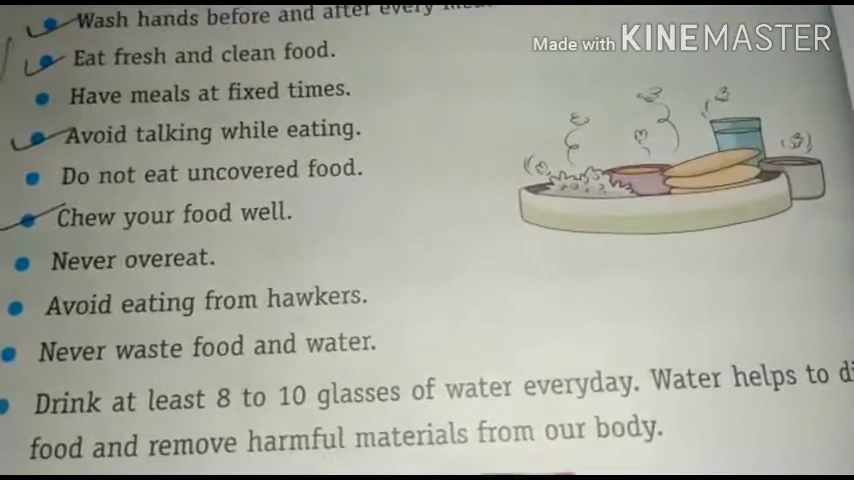 Wash hands before and after every
Made with KINEMASTER
Eat fresh and clean food.
Have meals at fixed times.
Avoid talking while eating.
Do not eat uncovered food.
Chew your food well.
Never overeat.
Avoid eating from hawkers.
Never waste food and water.
Drink at least 8 to 10 glasses of water everyday. Water helps to
food and remove harmful materials from our body.